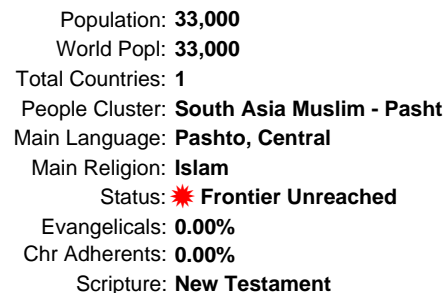 Population: 33,000
World Popl: 33,000
Total Countries: 1
People Cluster: South Asia Muslim - Pasht
Main Language: Pashto, Central
Main Religion: Islam
Status: Frontier Unreached
Evangelicals: 0.00%
Chr Adherents: 0.00%
Scripture: New Testament